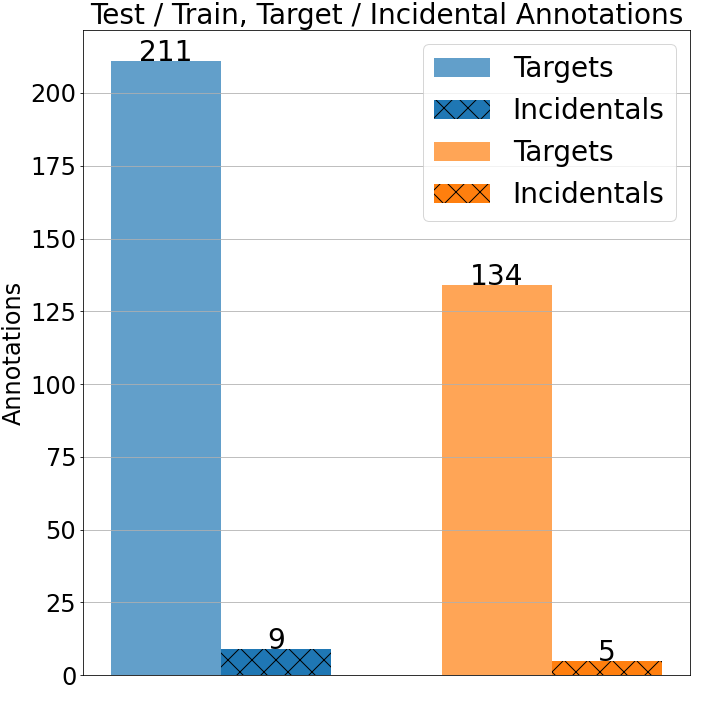 Test / Train, Target / Incidental Annotations
211
200
175
150
125
100
75
50
25
0
Annotations
Targets
Incidentals
Targets
Incidentals
134
9
5